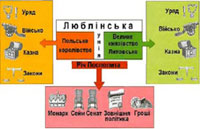 Люблінська
Унія
Уряд
Військо
Казна
Закони
Польське
королівство
Велике
князівство
Литовське
Уряд
Військо
Казна
Закони
Річ Посполита
Монарх
Сейм
Сенат
Зовнішня
політика
Гроші